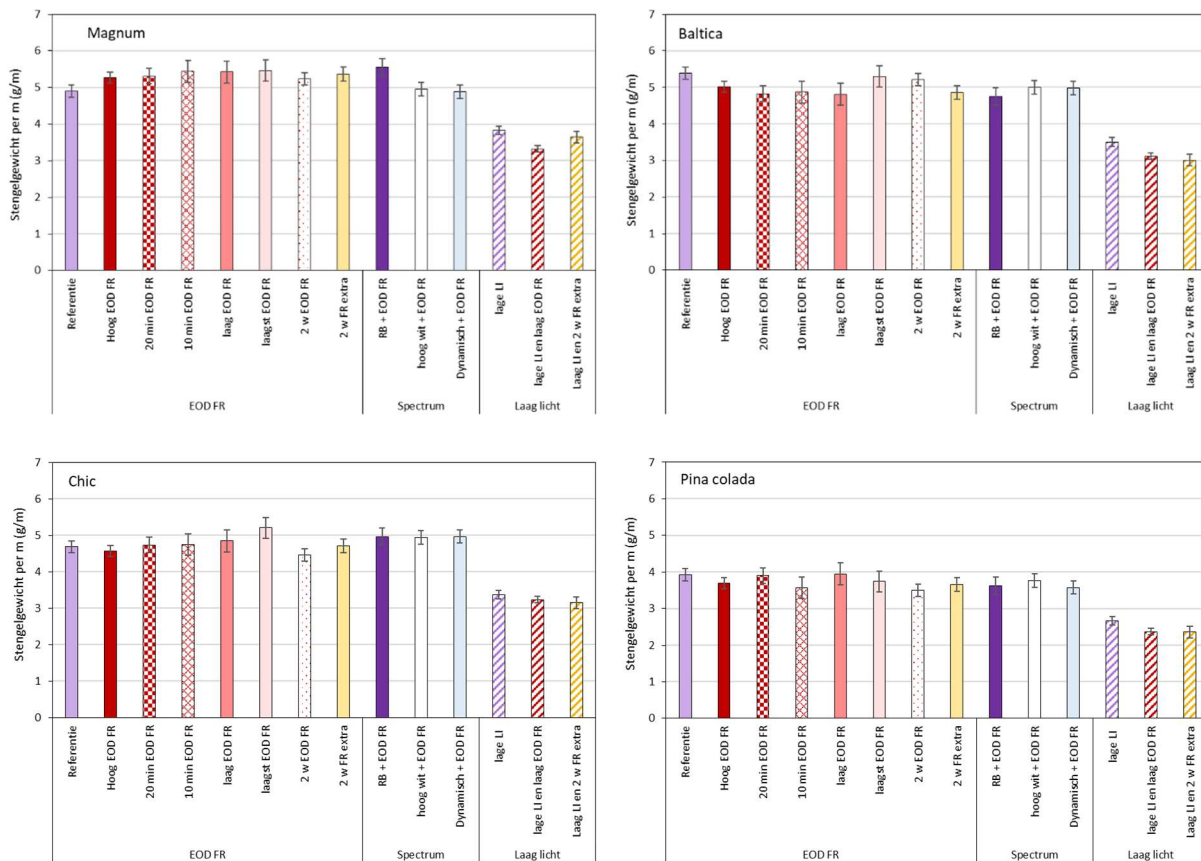 Magnum
Stengelgewicht per m (g/m)
7
6
5
4
3
2
1
0
Referentie
Hoog EOD FR
20 min EOD FR
10 min EOD FR
laag EOD FR
laagst EOD FR
2 w EOD FR
2 w FR extra
RB + EOD FR
hoog wit + EOD FR
Dynamisch + EOD FR
lage LI
lage LI en laag EOD FR
Laag LI en 2 w FR extra
EOD FR
Spectrum
Laag licht
Baltica
Stengelgewicht per m (g/m)
7
6
5
4
3
2
1
0
Referentie
Hoog EOD FR
20 min EOD FR
10 min EOD FR
laag EOD FR
laagst EOD FR
2 w EOD FR
2 w FR extra
RB + EOD FR
hoog wit + EOD FR
Dynamisch + EOD FR
lage LI
lage LI en laag EOD FR
Laag LI en 2 w FR extra
EOD FR
Spectrum
Laag licht
Chic
Stengelgewicht per m (g/m)
7
6
5
4
3
2
1
0
Referentie
Hoog EOD FR
20 min EOD FR
10 min EOD FR
laag EOD FR
laagst EOD FR
2 w EOD FR
2 w FR extra
RB + EOD FR
hoog wit + EOD FR
Dynamisch + EOD FR
lage LI
lage LI en laag EOD FR
Laag LI en 2 w FR extra
EOD FR
Spectrum
Laag licht
Pina colada
Stengelgewicht per m (g/m)
7
6
5
4
3
2
1
0
Referentie
Hoog EOD FR
20 min EOD FR
10 min EOD FR
laag EOD FR
laagst EOD FR
2 w EOD FR
2 w FR extra
RB + EOD FR
hoog wit + EOD FR
Dynamisch + EOD FR
lage LI
lage LI en laag EOD FR
Laag LI en 2 w FR extra
EOD FR
Spectrum
Laag licht